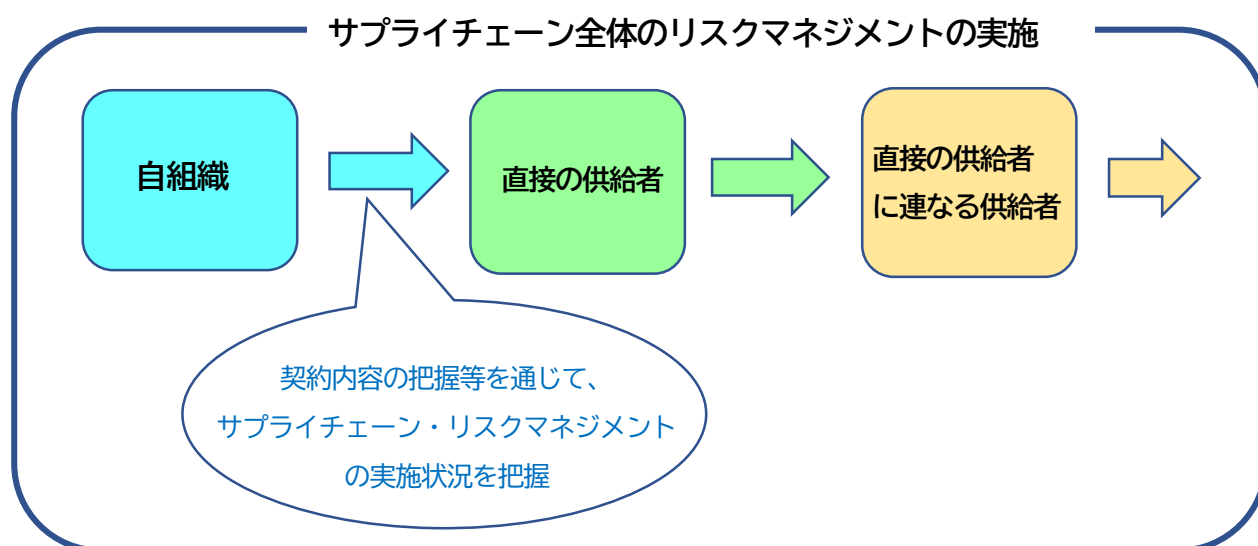 サプライチェーン全体のリスクマネジメントの実施
自組織
直接の供給者
直接の供給者
に連なる供給者
契約内容の把握等を通じて、
サプライチェーン・リスクマネジメント
の実施状況を把握